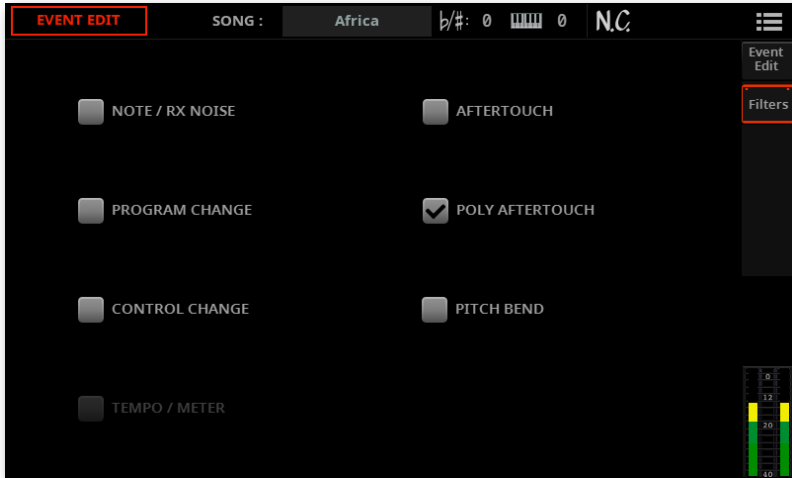 EVENT EDIT SONG : Africa ♭/#: 0 0 N.C.
Event
Edit
Filters
NOTE / RX NOISE AFTERTOUCH
PROGRAM CHANGE POLY AFTERTOUCH
CONTROL CHANGE PITCH BEND
TEMPO / METER
0
12
20
40